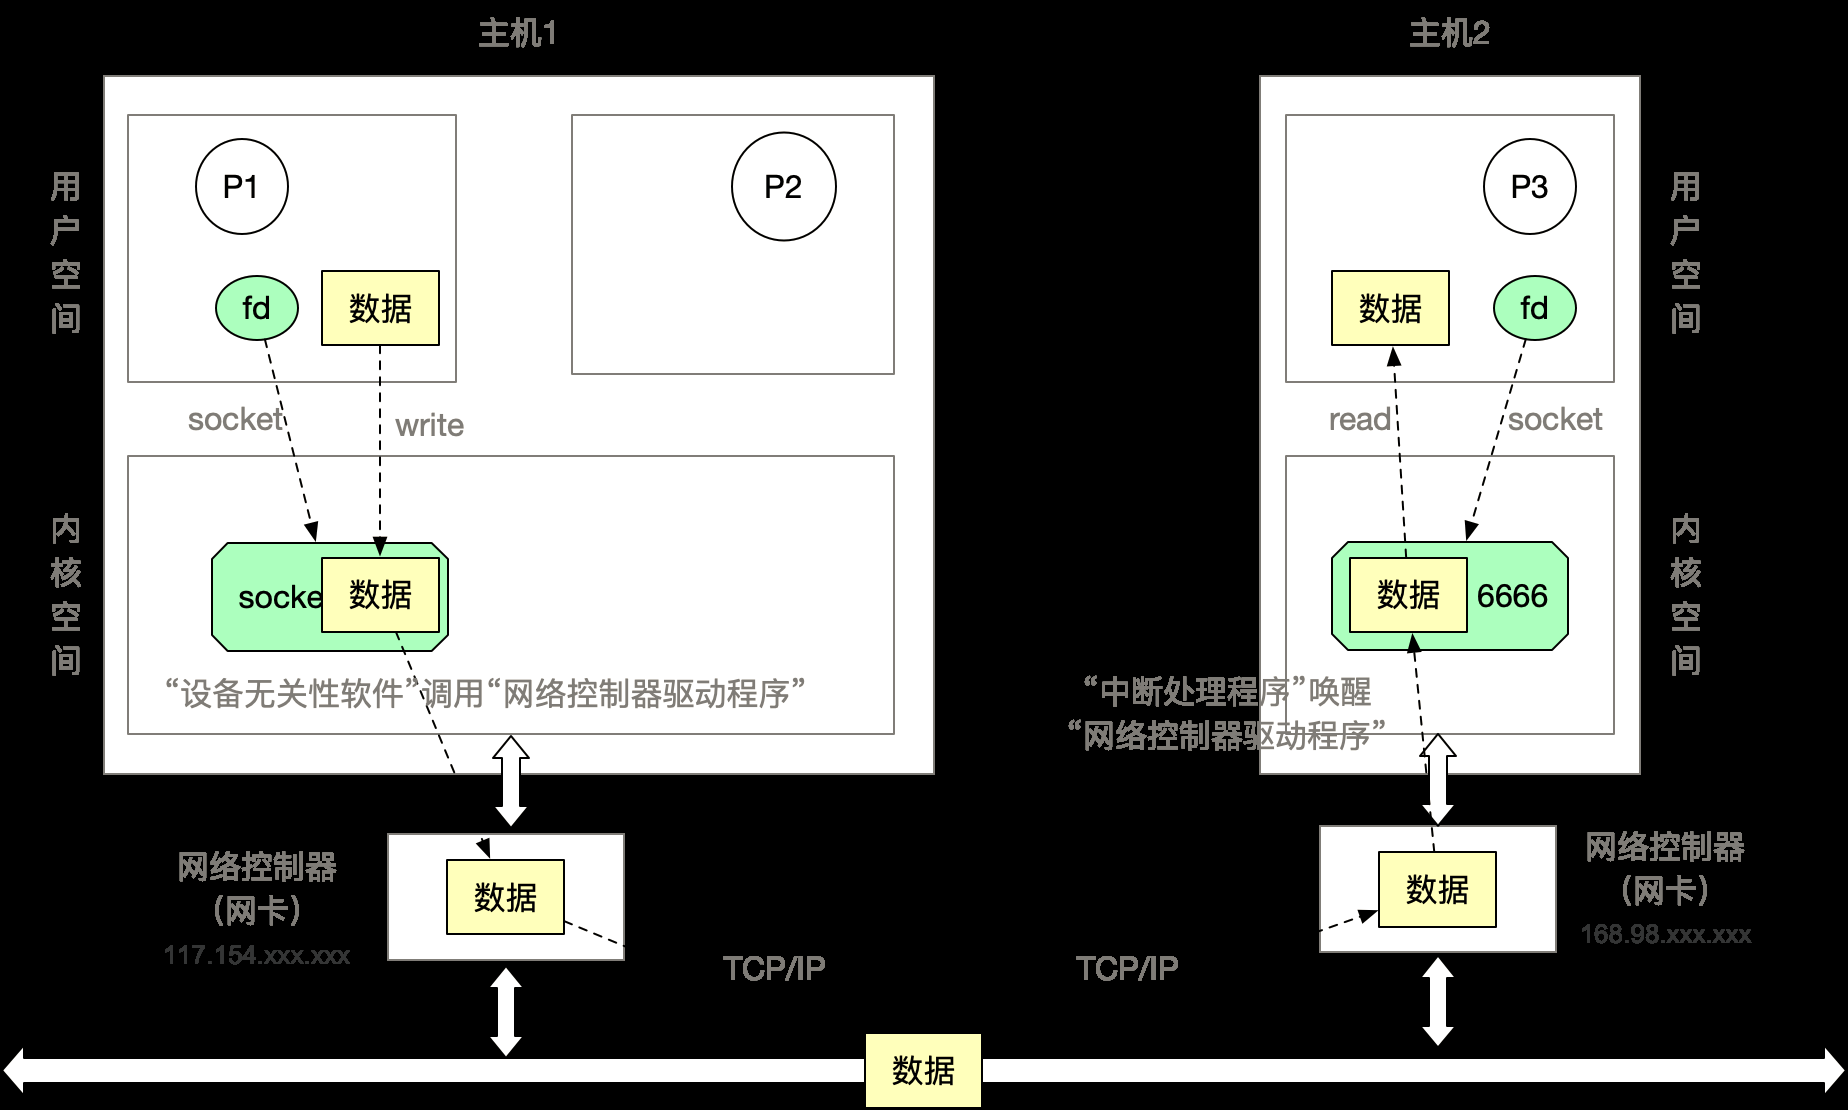 主机1
主机2
用户空间
P1
P2
P3
用户空间
fd
数据
数据
fd
socket
write
read
socket
内核空间
socke
数据
数据
6666
内核空间
“设备无关性软件”调用“网络控制器驱动程序”
“中断处理程序”唤醒
“网络控制器驱动程序”
网络控制器
（网卡）
117.154.xxx.xxx
数据
数据
网络控制器
（网卡）
168.98.xxx.xxx
TCP/IP
TCP/IP
数据